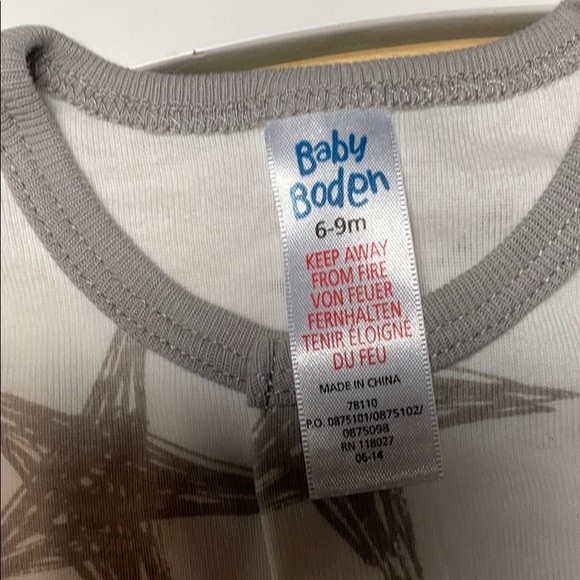 Baby
Boden
6-9m
KEEP AWAY
FROM FIRE
VON FEUER
FERNHALTEN
TENIR ÉLOIGNÉ
DU FEU
MADE IN CHINA
78110
P.O. 0875101/0875102/
0875098
RN 118027
06-14